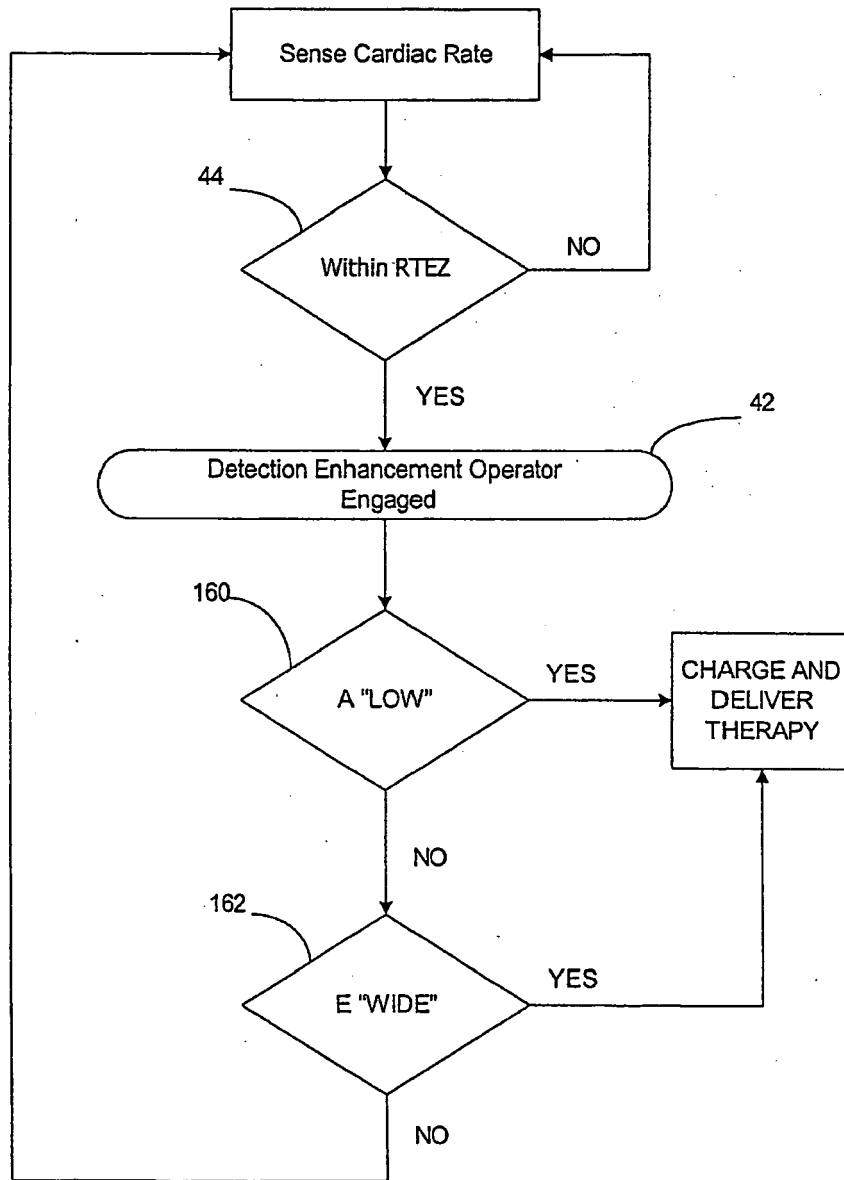 Sense Cardiac Rate
44
Within RTEZ
NO
YES
42
Detection Enhancement Operator
Engaged
160
A "LOW"
YES
CHARGE AND
DELIVER
THERAPY
NO
162
E "WIDE"
YES
NO